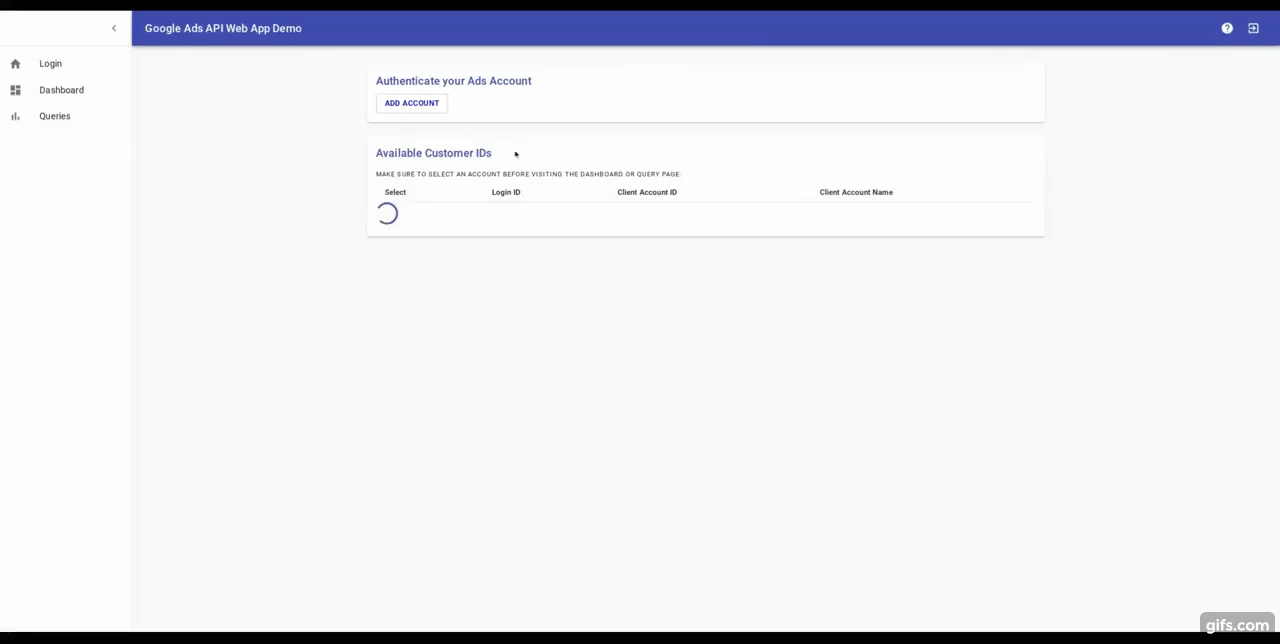 Google Ads API Web App Demo
Login
Dashboard
Queries
Authenticate your Ads Account
ADD ACCOUNT
Available Customer IDs
MAKE SURE TO SELECT AN ACCOUNT BEFORE VISITING THE DASHBOARD OR QUERY PAGE.
Select Login ID Client Account ID Client Account Name
gifs.com